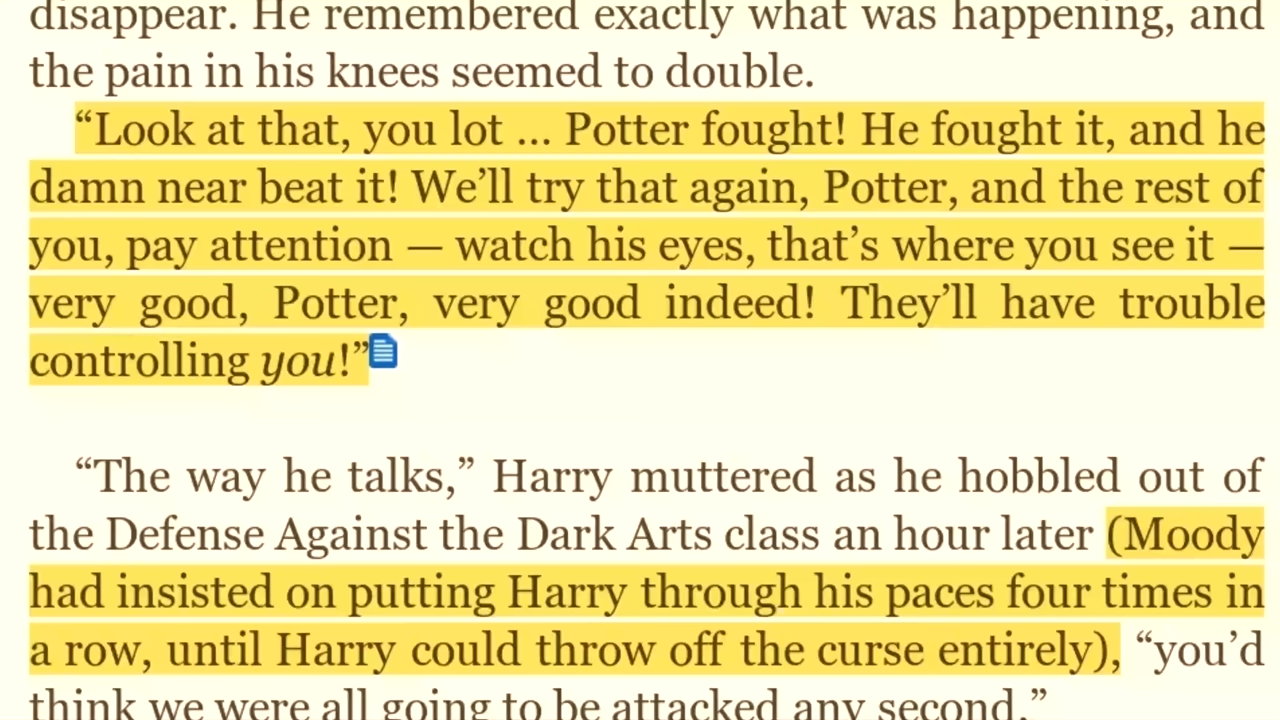 disappear. He remembered exactly what was happening, and
the pain in his knees seemed to double.
“Look at that, you lot ... Potter fought! He fought it, and he
damn near beat it! We’ll try that again, Potter, and the rest of
you, pay attention — watch his eyes, that’s where you see it —
very good, Potter, very good indeed! They’ll have trouble
controlling you!”
“The way he talks,” Harry muttered as he hobbled out of
the Defense Against the Dark Arts class an hour later (Moody
had insisted on putting Harry through his paces four times in
a row, until Harry could throw off the curse entirely), “you’d
think we were all going to be attacked any second.”